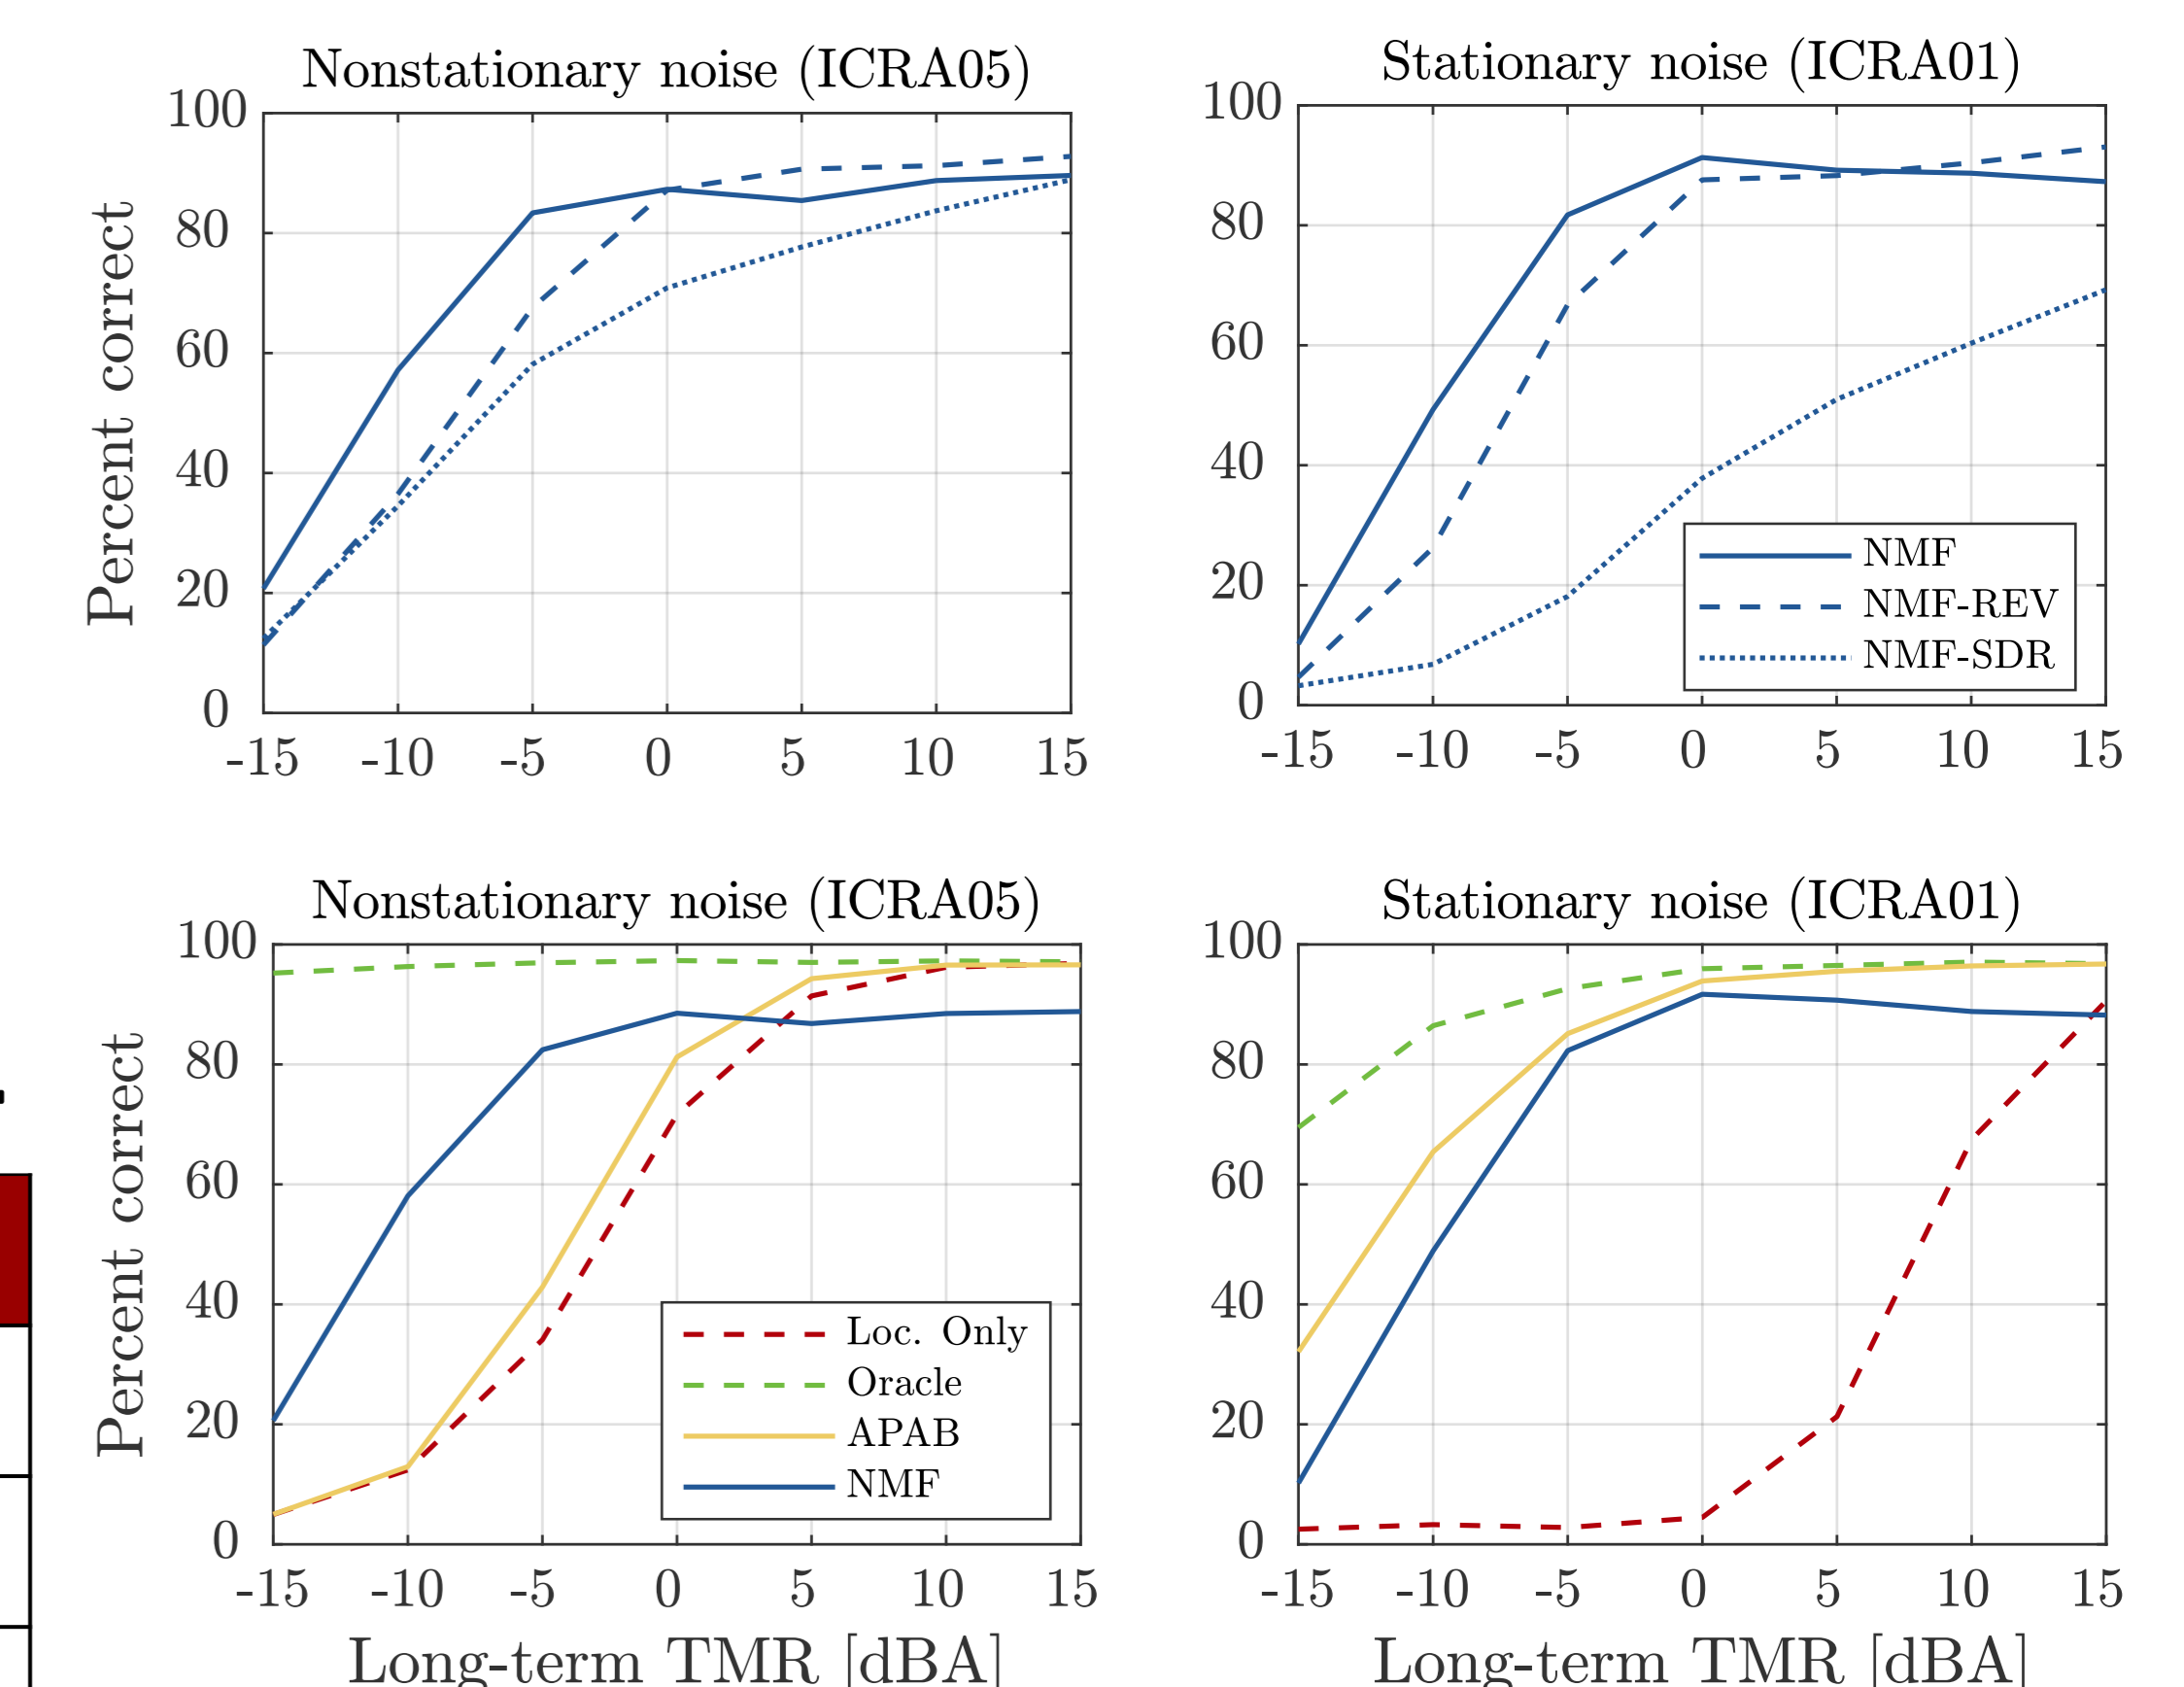 Nonstationary noise (ICRA05)
100
80
60
40
20
0
Percent correct
-15 -10 -5 0 5 10 15
Stationary noise (ICRA01)
100
80
60
40
20
0
NMF
NMF-REV
NMF-SDR
-15 -10 -5 0 5 10 15
Nonstationary noise (ICRA05)
100
80
60
40
20
0
Percent correct
Loc. Only
Oracle
APAB
NMF
-15 -10 -5 0 5 10 15
Long-term TMR [dBA]
Stationary noise (ICRA01)
100
80
60
40
20
0
-15 -10 -5 0 5 10 15
Long-term TMR [dBA]